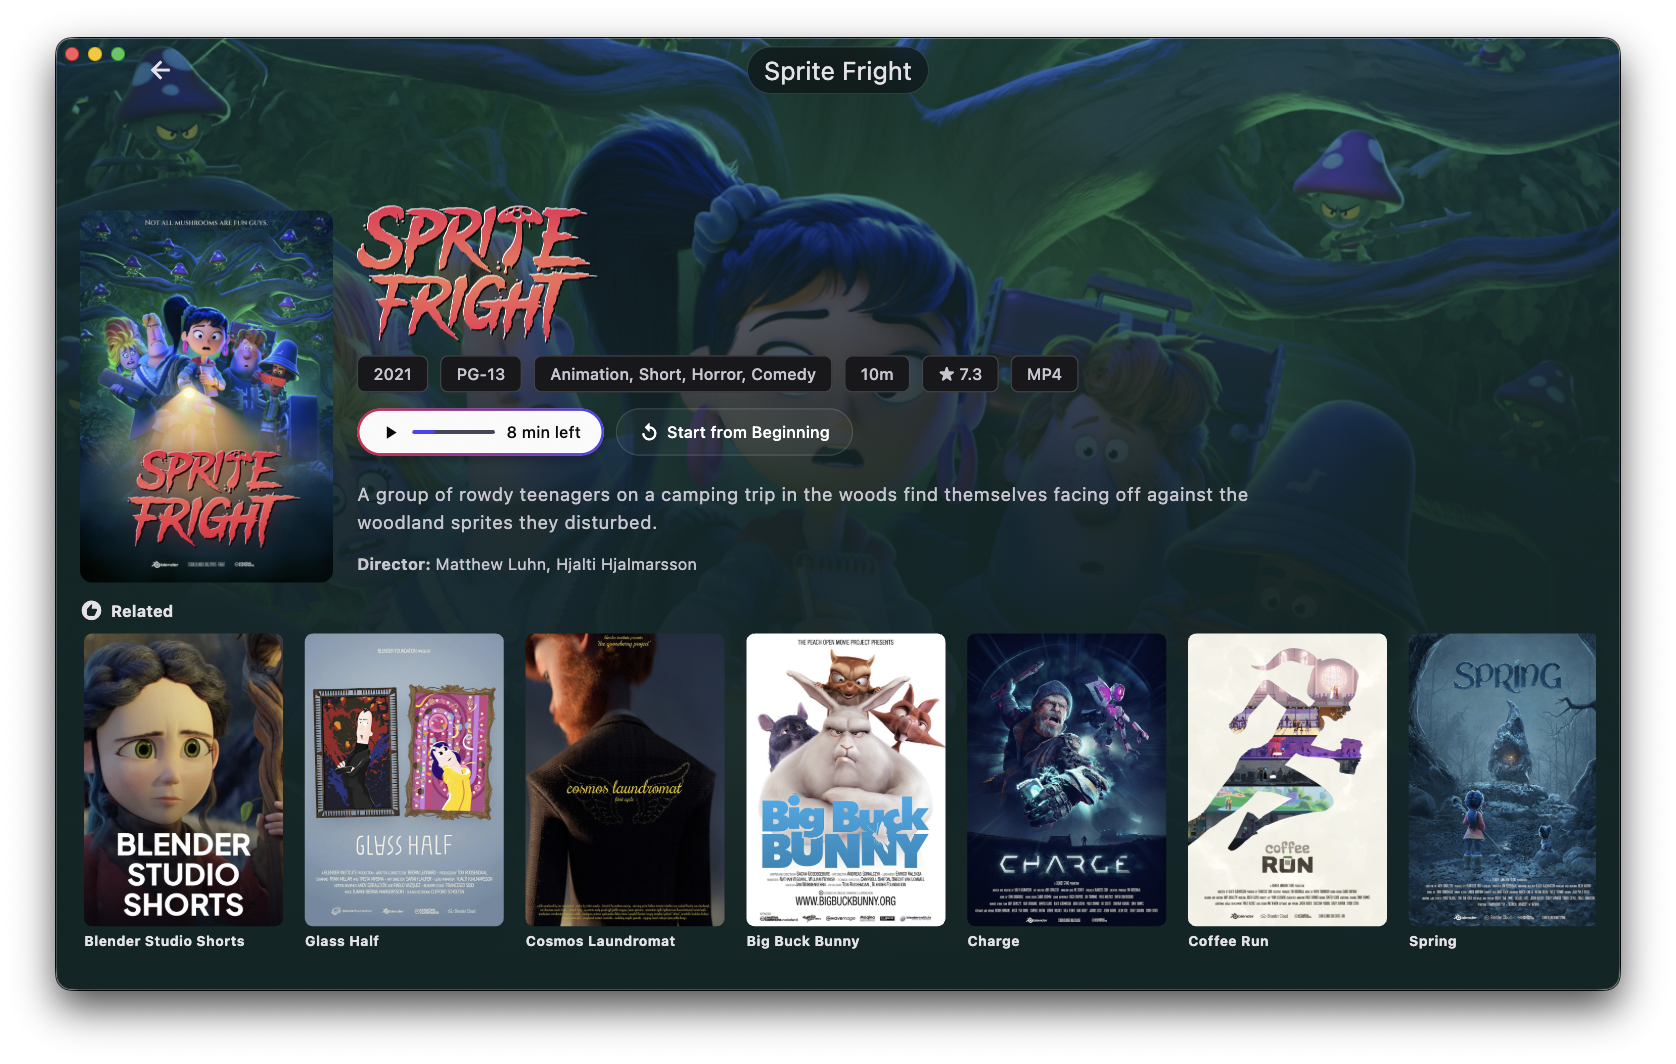 Sprite Fright
NOT ALL MUSHROOMS ARE FUN GUYS.
SPRITE
FRIGHT
blender
SPRITE
FRIGHT
2021
PG-13
Animation, Short, Horror, Comedy
10m
★ 7.3
MP4
8 min left
Start from Beginning
A group of rowdy teenagers on a camping trip in the woods find themselves facing off against the
woodland sprites they disturbed.
Director: Matthew Luhn, Hjalti Hjalmarsson
Related
BLENDER
STUDIO
SHORTS
Blender Studio Shorts
GLASS HALF
Glass Half
the gooseberry project
cosmos laundromat
Cosmos Laundromat
THE PEACH OPEN MOVIE PROJECT PRESENTS
Big Buck
BUNNY
WWW.BIGBUCKBUNNY.ORG
Big Buck Bunny
CHARGE
Charge
coffee
RUN
Coffee Run
SPRING
Spring